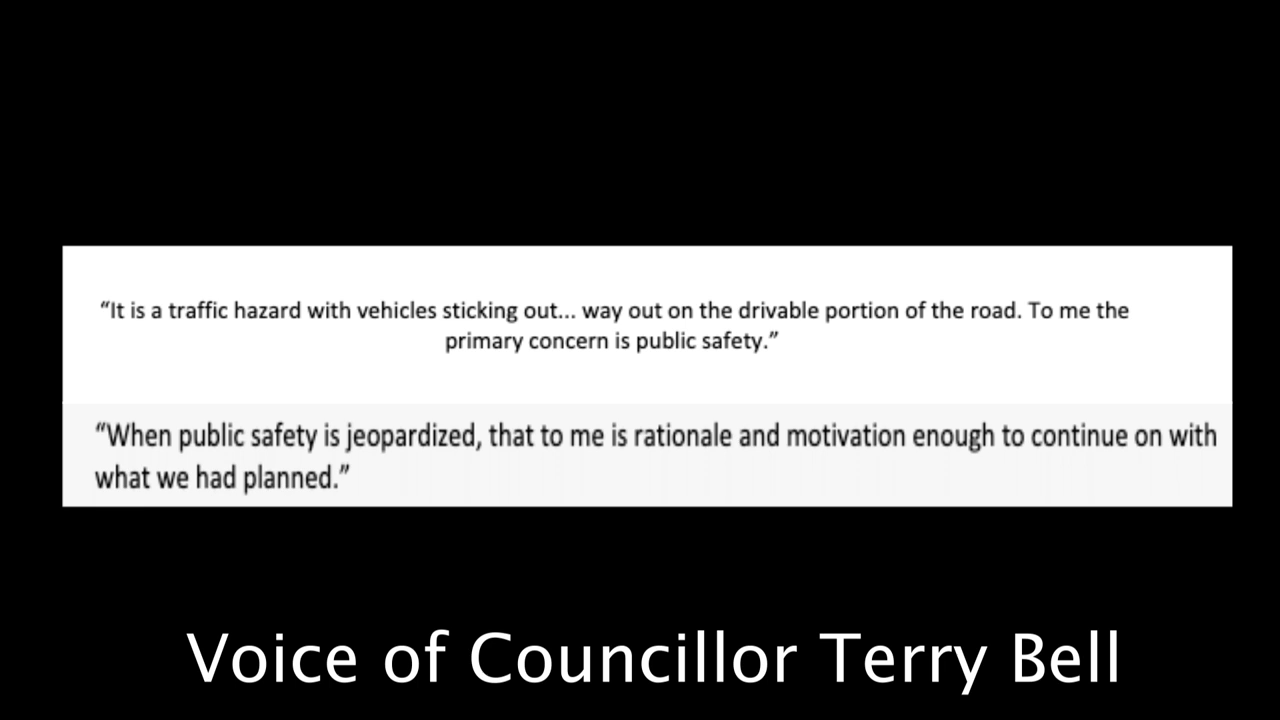 “It is a traffic hazard with vehicles sticking out... way out on the drivable portion of the road. To me the
primary concern is public safety.”
“When public safety is jeopardized, that to me is rationale and motivation enough to continue on with
what we had planned.”
Voice of Councillor Terry Bell